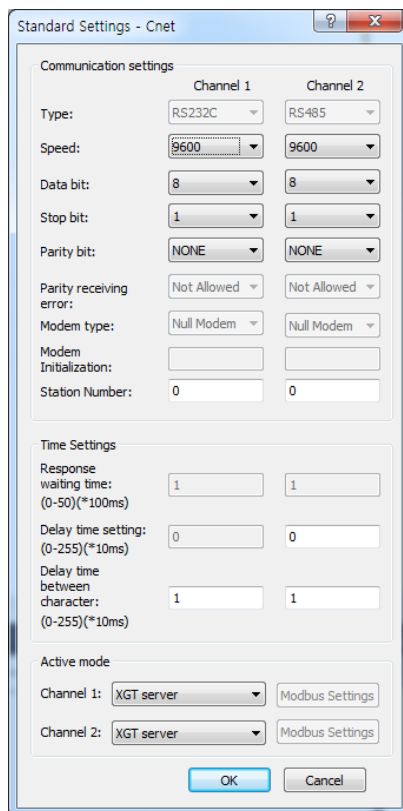 Standard Settings - Cnet
Communication settings
Channel 1 Channel 2
Type: RS232C RS485
Speed: 9600 9600
Data bit: 8 8
Stop bit: 1 1
Parity bit: NONE NONE
Parity receiving
error: Not Allowed Not Allowed
Modem type: Null Modem Null Modem
Modem
Initialization:
Station Number: 0 0
Time Settings
Response
waiting time: 1 1
(0-50)(*100ms)
Delay time setting: 0 0
(0-255)(*10ms)
Delay time
between
character: 1 1
(0-255)(*10ms)
Active mode
Channel 1: XGT server Modbus Settings
Channel 2: XGT server Modbus Settings
OK Cancel